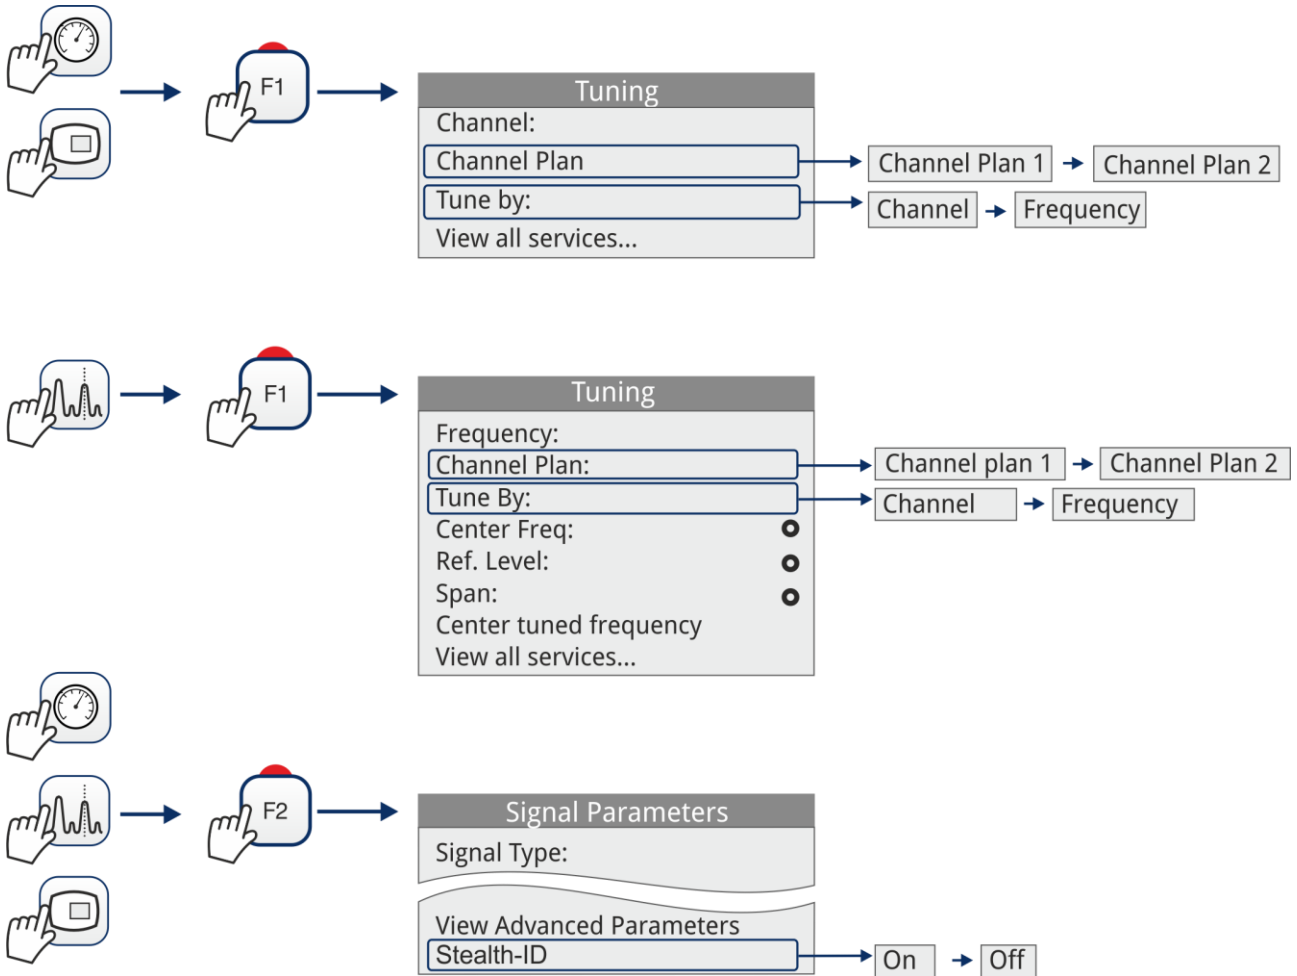 F1
Tuning
Channel:
Channel Plan
Channel Plan 1
Channel Plan 2
Tune by:
Channel
Frequency
View all services...
F1
Tuning
Frequency:
Channel Plan:
Channel plan 1
Channel Plan 2
Tune By:
Channel
Frequency
Center Freq:
Ref. Level:
Span:
Center tuned frequency
View all services...
F2
Signal Parameters
Signal Type:
View Advanced Parameters
Stealth-ID
On
Off